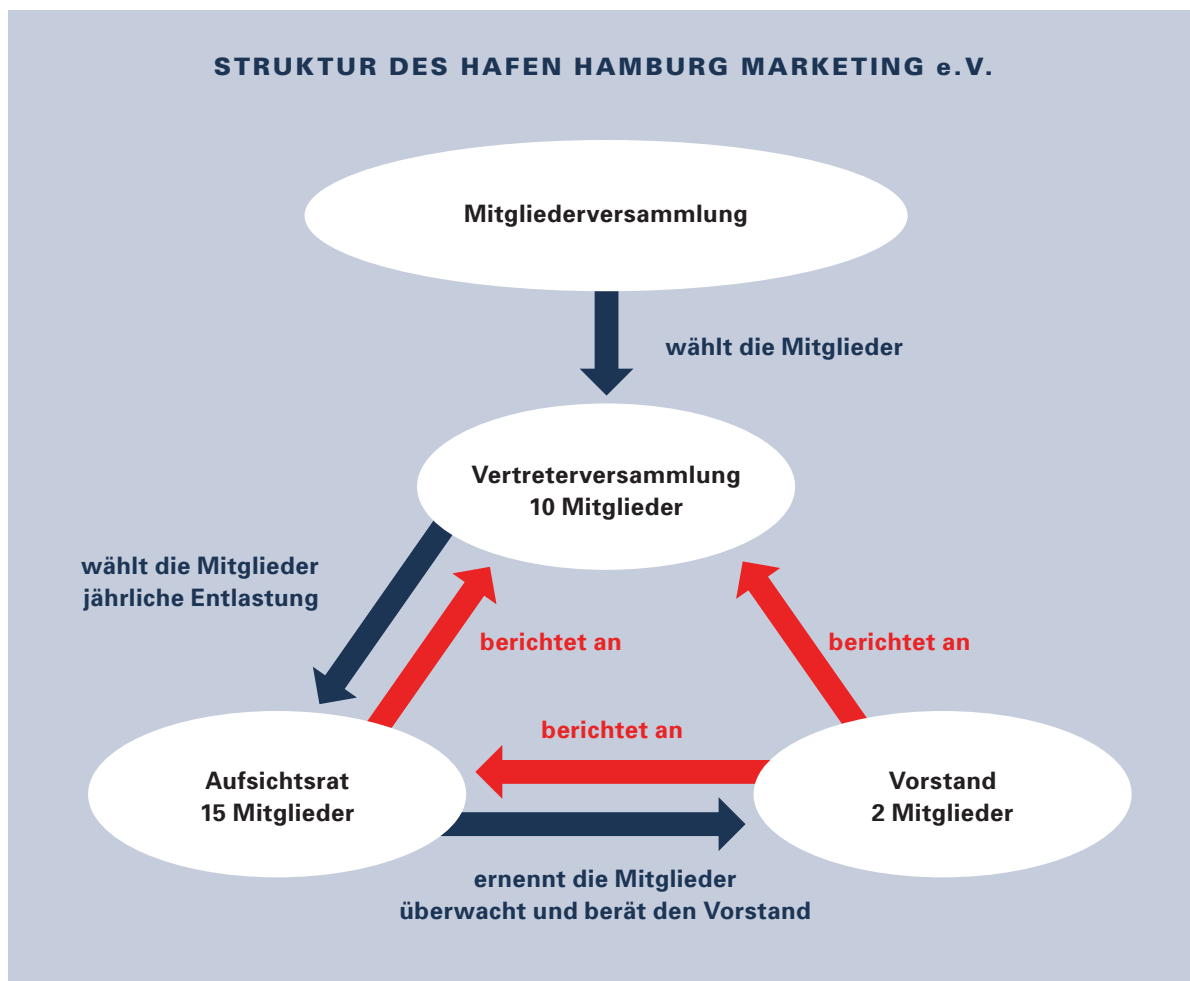 STRUKTUR DES HAFEN HAMBURG MARKETING e.V.
Mitgliederversammlung
wählt die Mitglieder
Vertreterversammlung
10 Mitglieder
wählt die Mitglieder
jährliche Entlastung
berichtet an
berichtet an
berichtet an
Aufsichtsrat
15 Mitglieder
Vorstand
2 Mitglieder
ernennt die Mitglieder
überwacht und berät den Vorstand